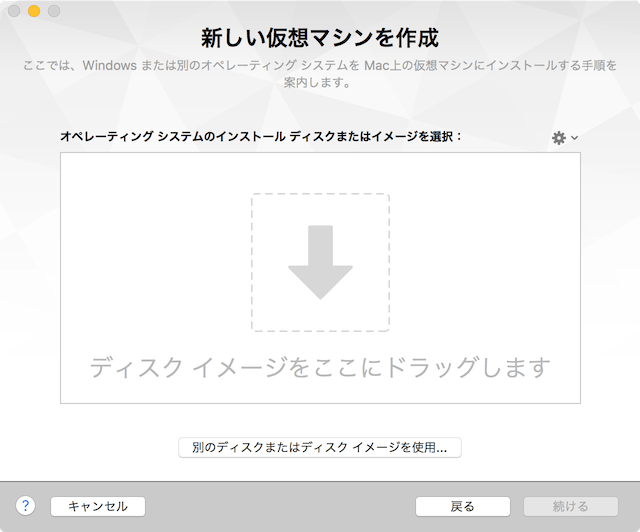 新しい仮想マシンを作成
ここでは、Windows または別のオペレーティング システムを Mac上の仮想マシンにインストールする手順を
案内します。
オペレーティング システムのインストール ディスクまたはイメージを選択：
ディスク イメージをここにドラッグします
別のディスクまたはディスク イメージを使用...
?
キャンセル
戻る
続ける